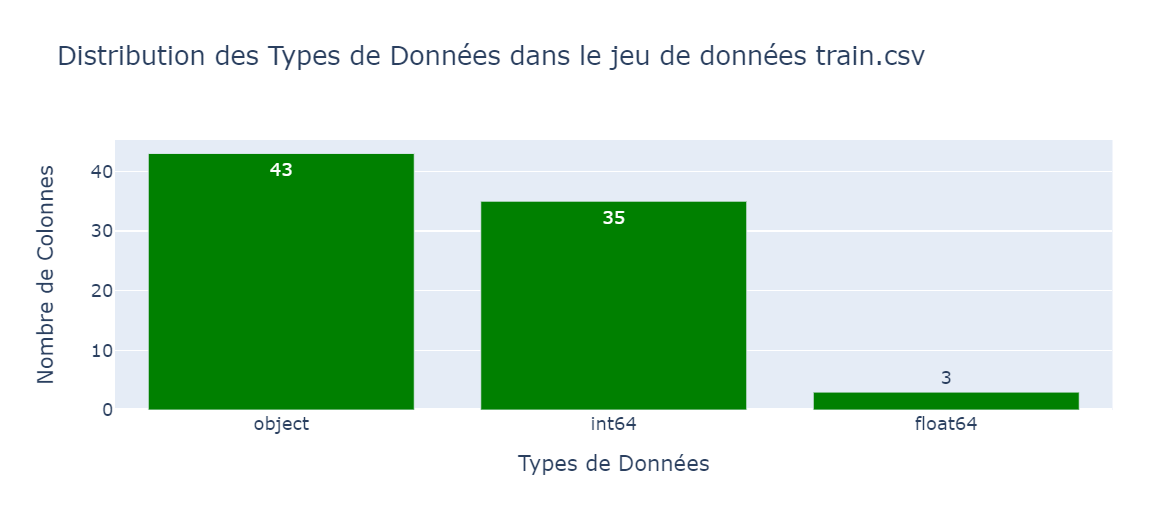 Distribution des Types de Données dans le jeu de données train.csv
Nombre de Colonnes
40
30
20
10
0
43
35
3
object
int64
float64
Types de Données